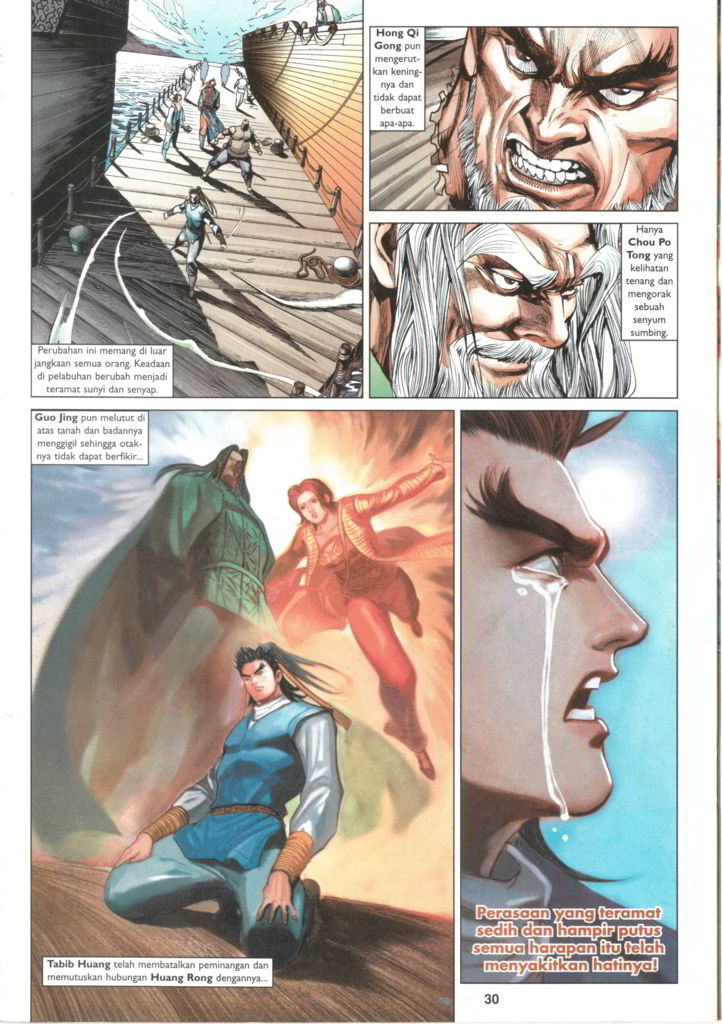 Hong Qi
Gong pun
mengerut-
kan kening-
nya dan
tidak dapat
berbuat
apa-apa.
Hanya
Chou Po
Tong yang
kelihatan
tenang dan
mengorak
sebuah
senyum
sumbing.
Perubahan ini memang di luar
jangkaan semua orang. Keadaan
di pelabuhan berubah menjadi
teramat sunyi dan senyap.
Guo Jing pun melutut di
atas tanah dan badannya
menggigil sehingga otak-
nya tidak dapat berfikir...
Tabib Huang telah membatalkan peminangan dan
memutuskan hubungan Huang Rong dengannya...
Perasaan yang teramat
sedih dan hampir putus
semua harapan itu telah
menyakitkan hatinya!
30